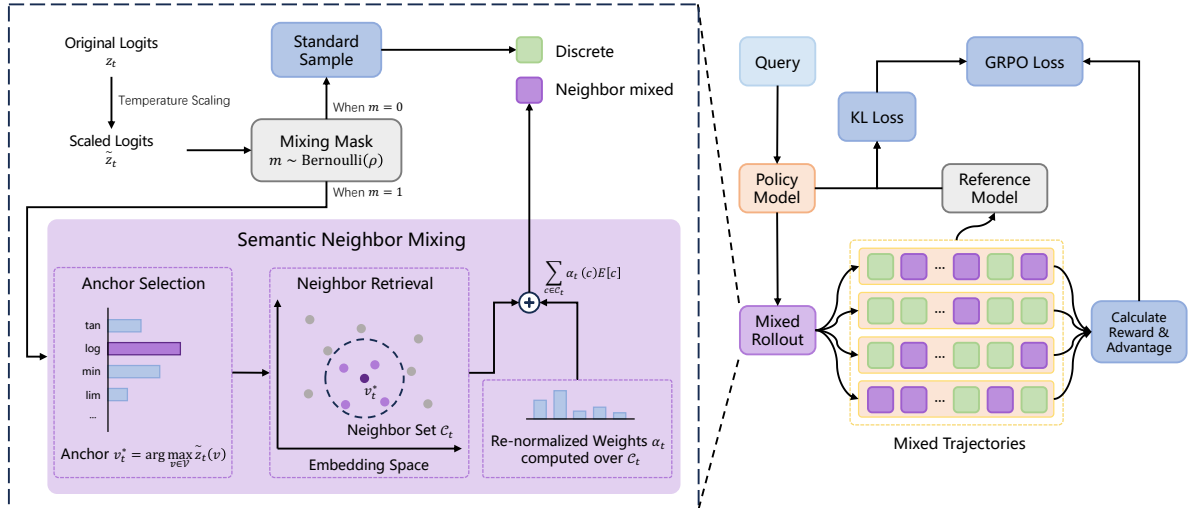 Original Logits
z_t
Temperature Scaling
Scaled Logits
z̃_t
Standard
Sample
When m = 0
Mixing Mask
m ~ Bernoulli(ρ)
When m = 1
Discrete
Neighbor mixed
Semantic Neighbor Mixing
Anchor Selection
tan
log
min
lim
...
Anchor v_t^* = arg max_{v∈𝒱} z̃_t(v)
Neighbor Retrieval
v_t^*
Neighbor Set 𝒞_t
Embedding Space
∑_{c∈𝒞_t} α_t(c)E[c]
Re-normalized Weights α_t
computed over 𝒞_t
Query
Policy
Model
Mixed
Rollout
KL Loss
GRPO Loss
Reference
Model
...
...
...
...
Mixed Trajectories
Calculate
Reward &
Advantage